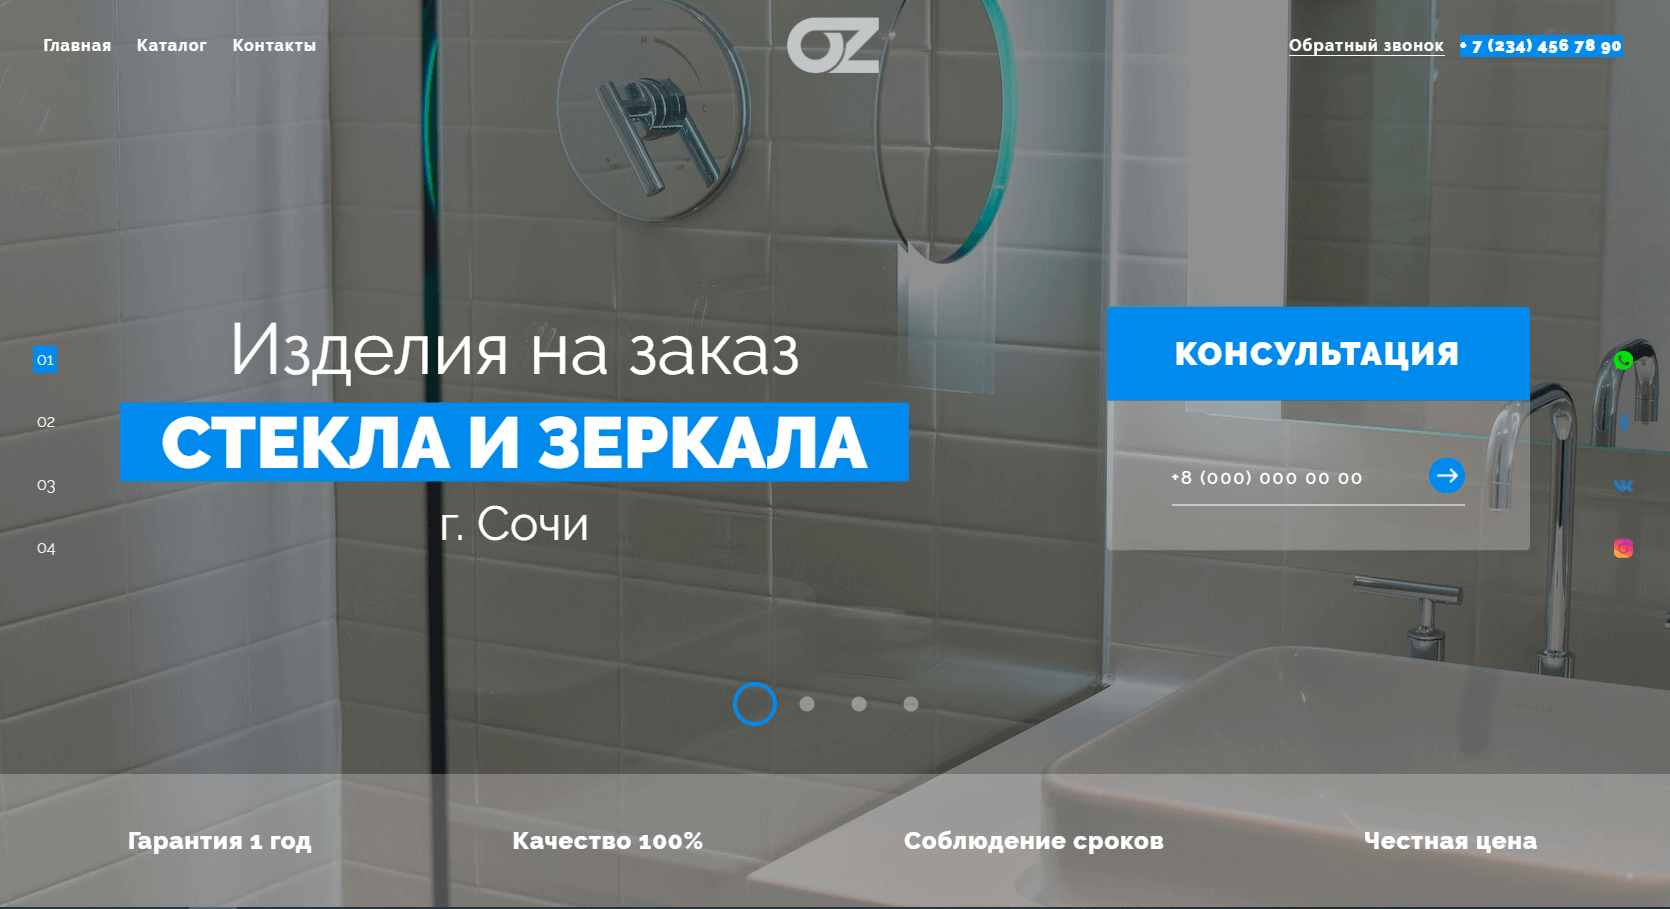 Главная Каталог Контакты
OZ
Обратный звонок + 7 (234) 456 78 90
Изделия на заказ
СТЕКЛА И ЗЕРКАЛА
г. Сочи
КОНСУЛЬТАЦИЯ
+8 (000) 000 00 00
01
02
03
04
Гарантия 1 год
Качество 100%
Соблюдение сроков
Честная цена